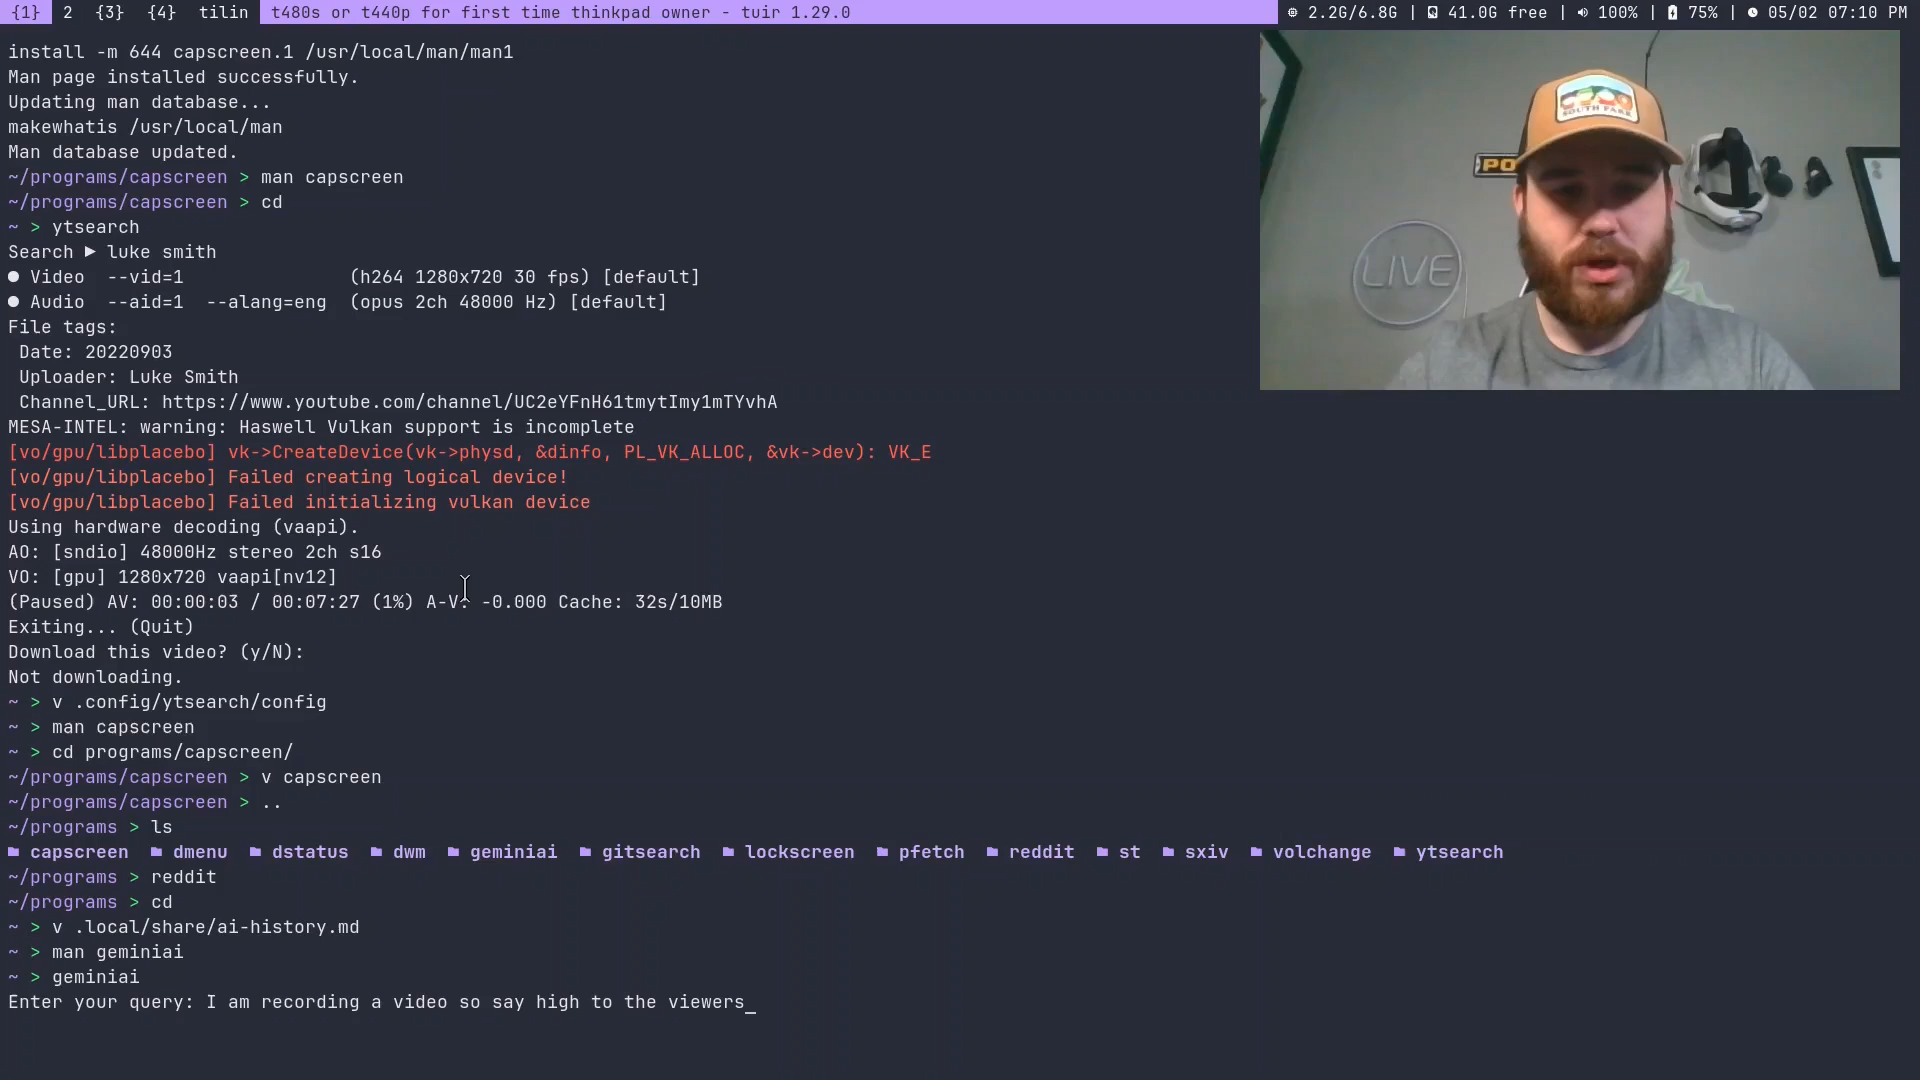 {1} 2 {3} {4} tilin t480s or t440p for first time thinkpad owner - tuir 1.29.0 2.2G/6.8G | 41.0G free | 100% | 75% | 05/02 07:10 PM
install -m 644 capscreen.1 /usr/local/man/man1
Man page installed successfully.
Updating man database...
makewhatis /usr/local/man
Man database updated.
~/programs/capscreen > man capscreen
~/programs/capscreen > cd
~ > ytsearch
Search ► luke smith
● Video --vid=1 (h264 1280x720 30 fps) [default]
● Audio --aid=1 --alang=eng (opus 2ch 48000 Hz) [default]
File tags:
Date: 20220903
Uploader: Luke Smith
Channel_URL: https://www.youtube.com/channel/UC2eYFnH61tmytImy1mTYvhA
MESA-INTEL: warning: Haswell Vulkan support is incomplete
[vo/gpu/libplacebo] vk->CreateDevice(vk->physd, &dinfo, PL_VK_ALLOC, &vk->dev): VK_E
[vo/gpu/libplacebo] Failed creating logical device!
[vo/gpu/libplacebo] Failed initializing vulkan device
Using hardware decoding (vaapi).
AO: [sndio] 48000Hz stereo 2ch s16
VO: [gpu] 1280x720 vaapi[nv12]
(Paused) AV: 00:00:03 / 00:07:27 (1%) A-V: -0.000 Cache: 32s/10MB
Exiting... (Quit)
Download this video? (y/N):
Not downloading.
~ > v .config/ytsearch/config
~ > man capscreen
~ > cd programs/capscreen/
~/programs/capscreen > v capscreen
~/programs/capscreen > ..
~/programs > ls
capscreen dmenu dstatus dwm geminiai gitsearch lockscreen pfetch reddit st sxiv volchange ytsearch
~/programs > reddit
~/programs > cd
~ > v .local/share/ai-history.md
~ > man geminiai
~ > geminiai
Enter your query: I am recording a video so say high to the viewers_
SOUTH PARK
PO
LIVE